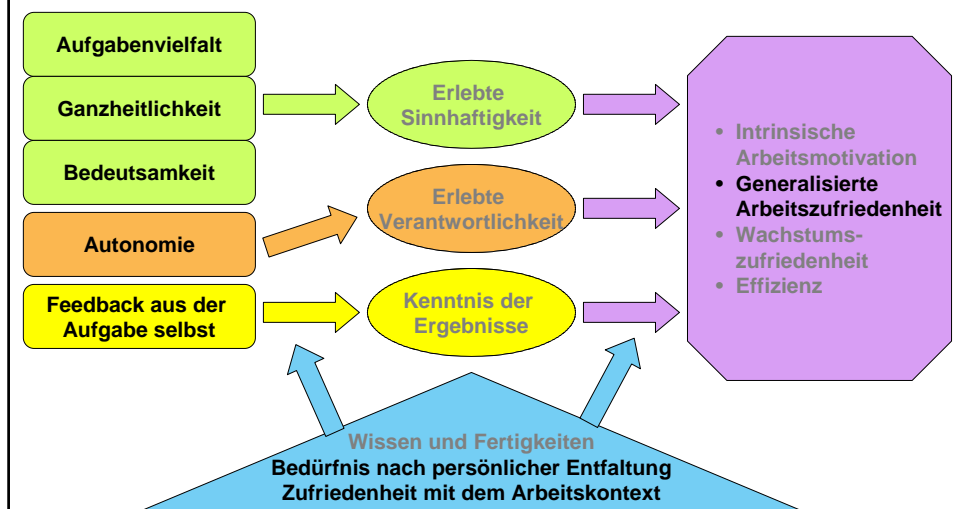 Aufgabenvielfalt
Ganzheitlichkeit
Bedeutsamkeit
Autonomie
Feedback aus der
Aufgabe selbst
Erlebte
Sinnhaftigkeit
Erlebte
Verantwortlichkeit
Kenntnis der
Ergebnisse
• Intrinsische
Arbeitsmotivation
• Generalisierte
Arbeitszufriedenheit
• Wachstums-
zufriedenheit
• Effizienz
Wissen und Fertigkeiten
Bedürfnis nach persönlicher Entfaltung
Zufriedenheit mit dem Arbeitskontext